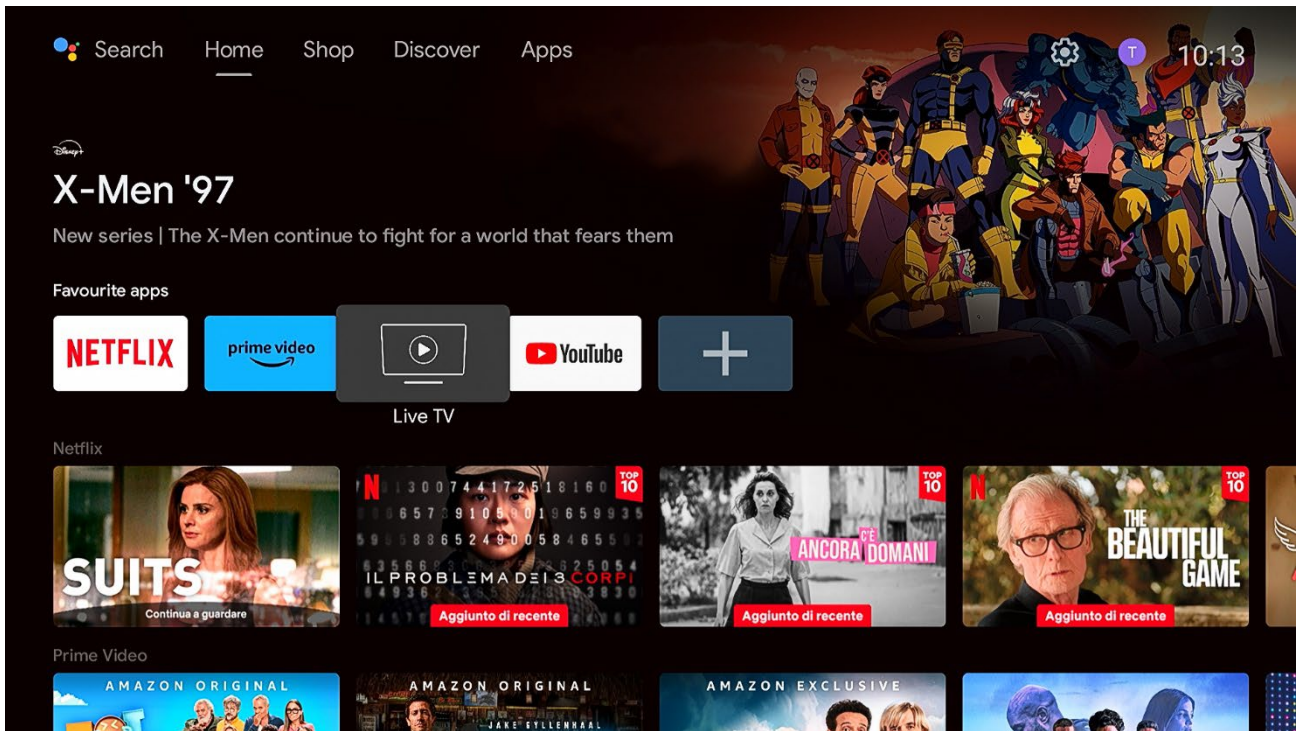 Search Home Shop Discover Apps T 10:13
Disney+
X-Men '97
New series | The X-Men continue to fight for a world that fears them
Favourite apps
NETFLIX prime video YouTube
Live TV
Netflix
SUITS
Continua a guardare
N TOP 10
IL PROBLEMA DEI 3 CORPI
Aggiunto di recente
TOP 10
C'È ANCORA DOMANI
Aggiunto di recente
N TOP 10
THE BEAUTIFUL GAME
Aggiunto di recente
Prime Video
AMAZON ORIGINAL
AMAZON ORIGINAL
JAKE GYLLENHAAL
AMAZON EXCLUSIVE